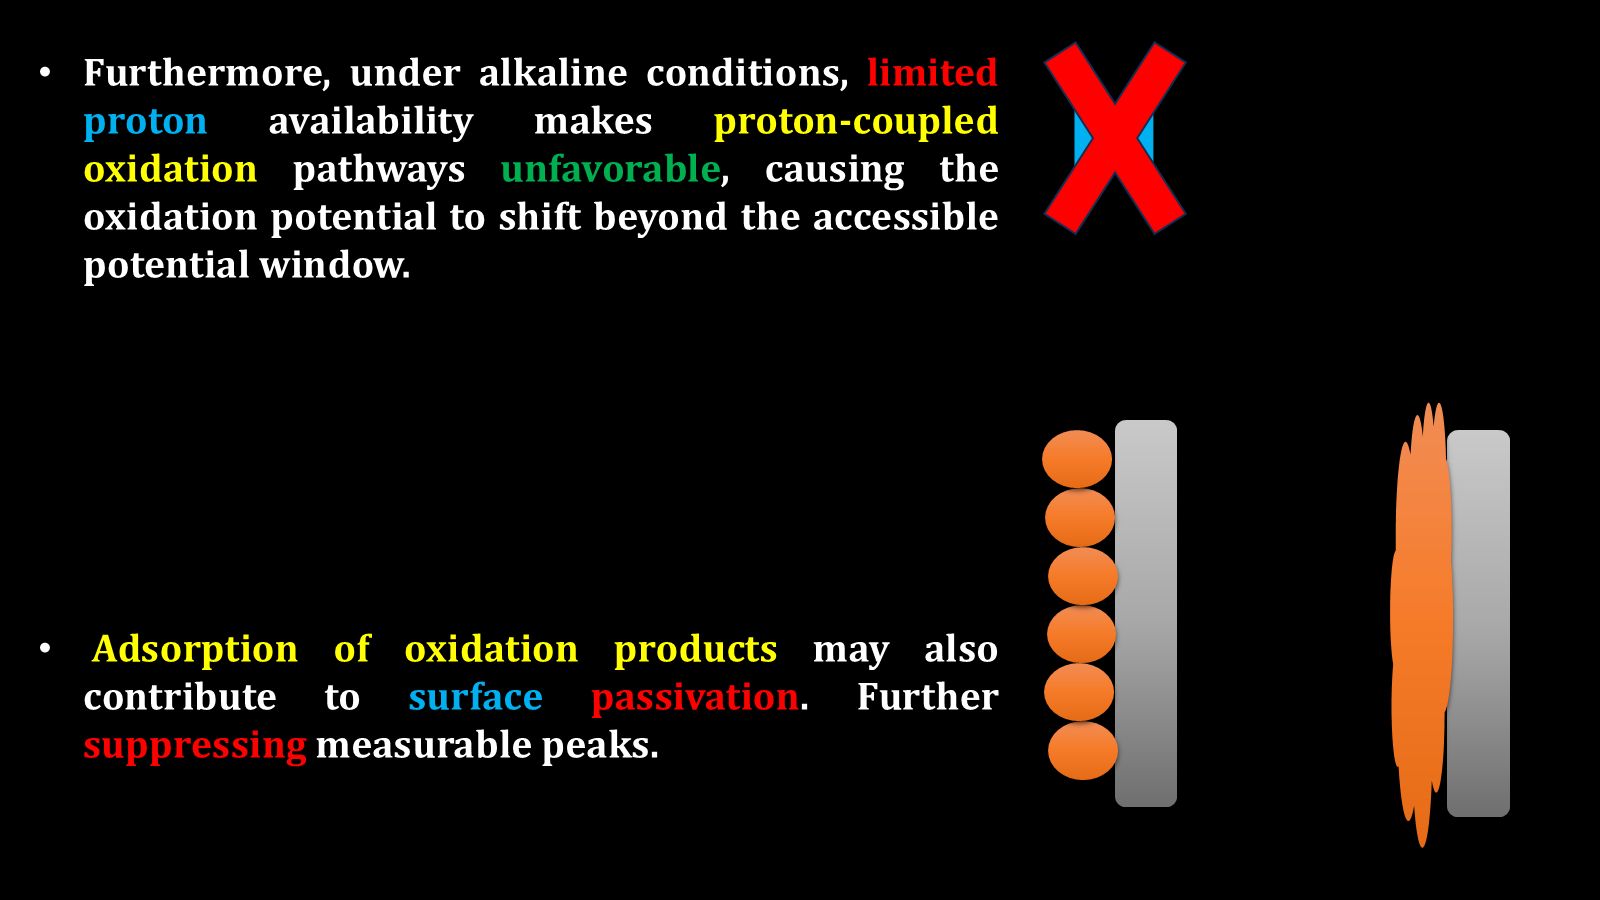 • Furthermore, under alkaline conditions, limited
proton availability makes proton-coupled
oxidation pathways unfavorable, causing the
oxidation potential to shift beyond the accessible
potential window.
• Adsorption of oxidation products may also
contribute to surface passivation. Further
suppressing measurable peaks.